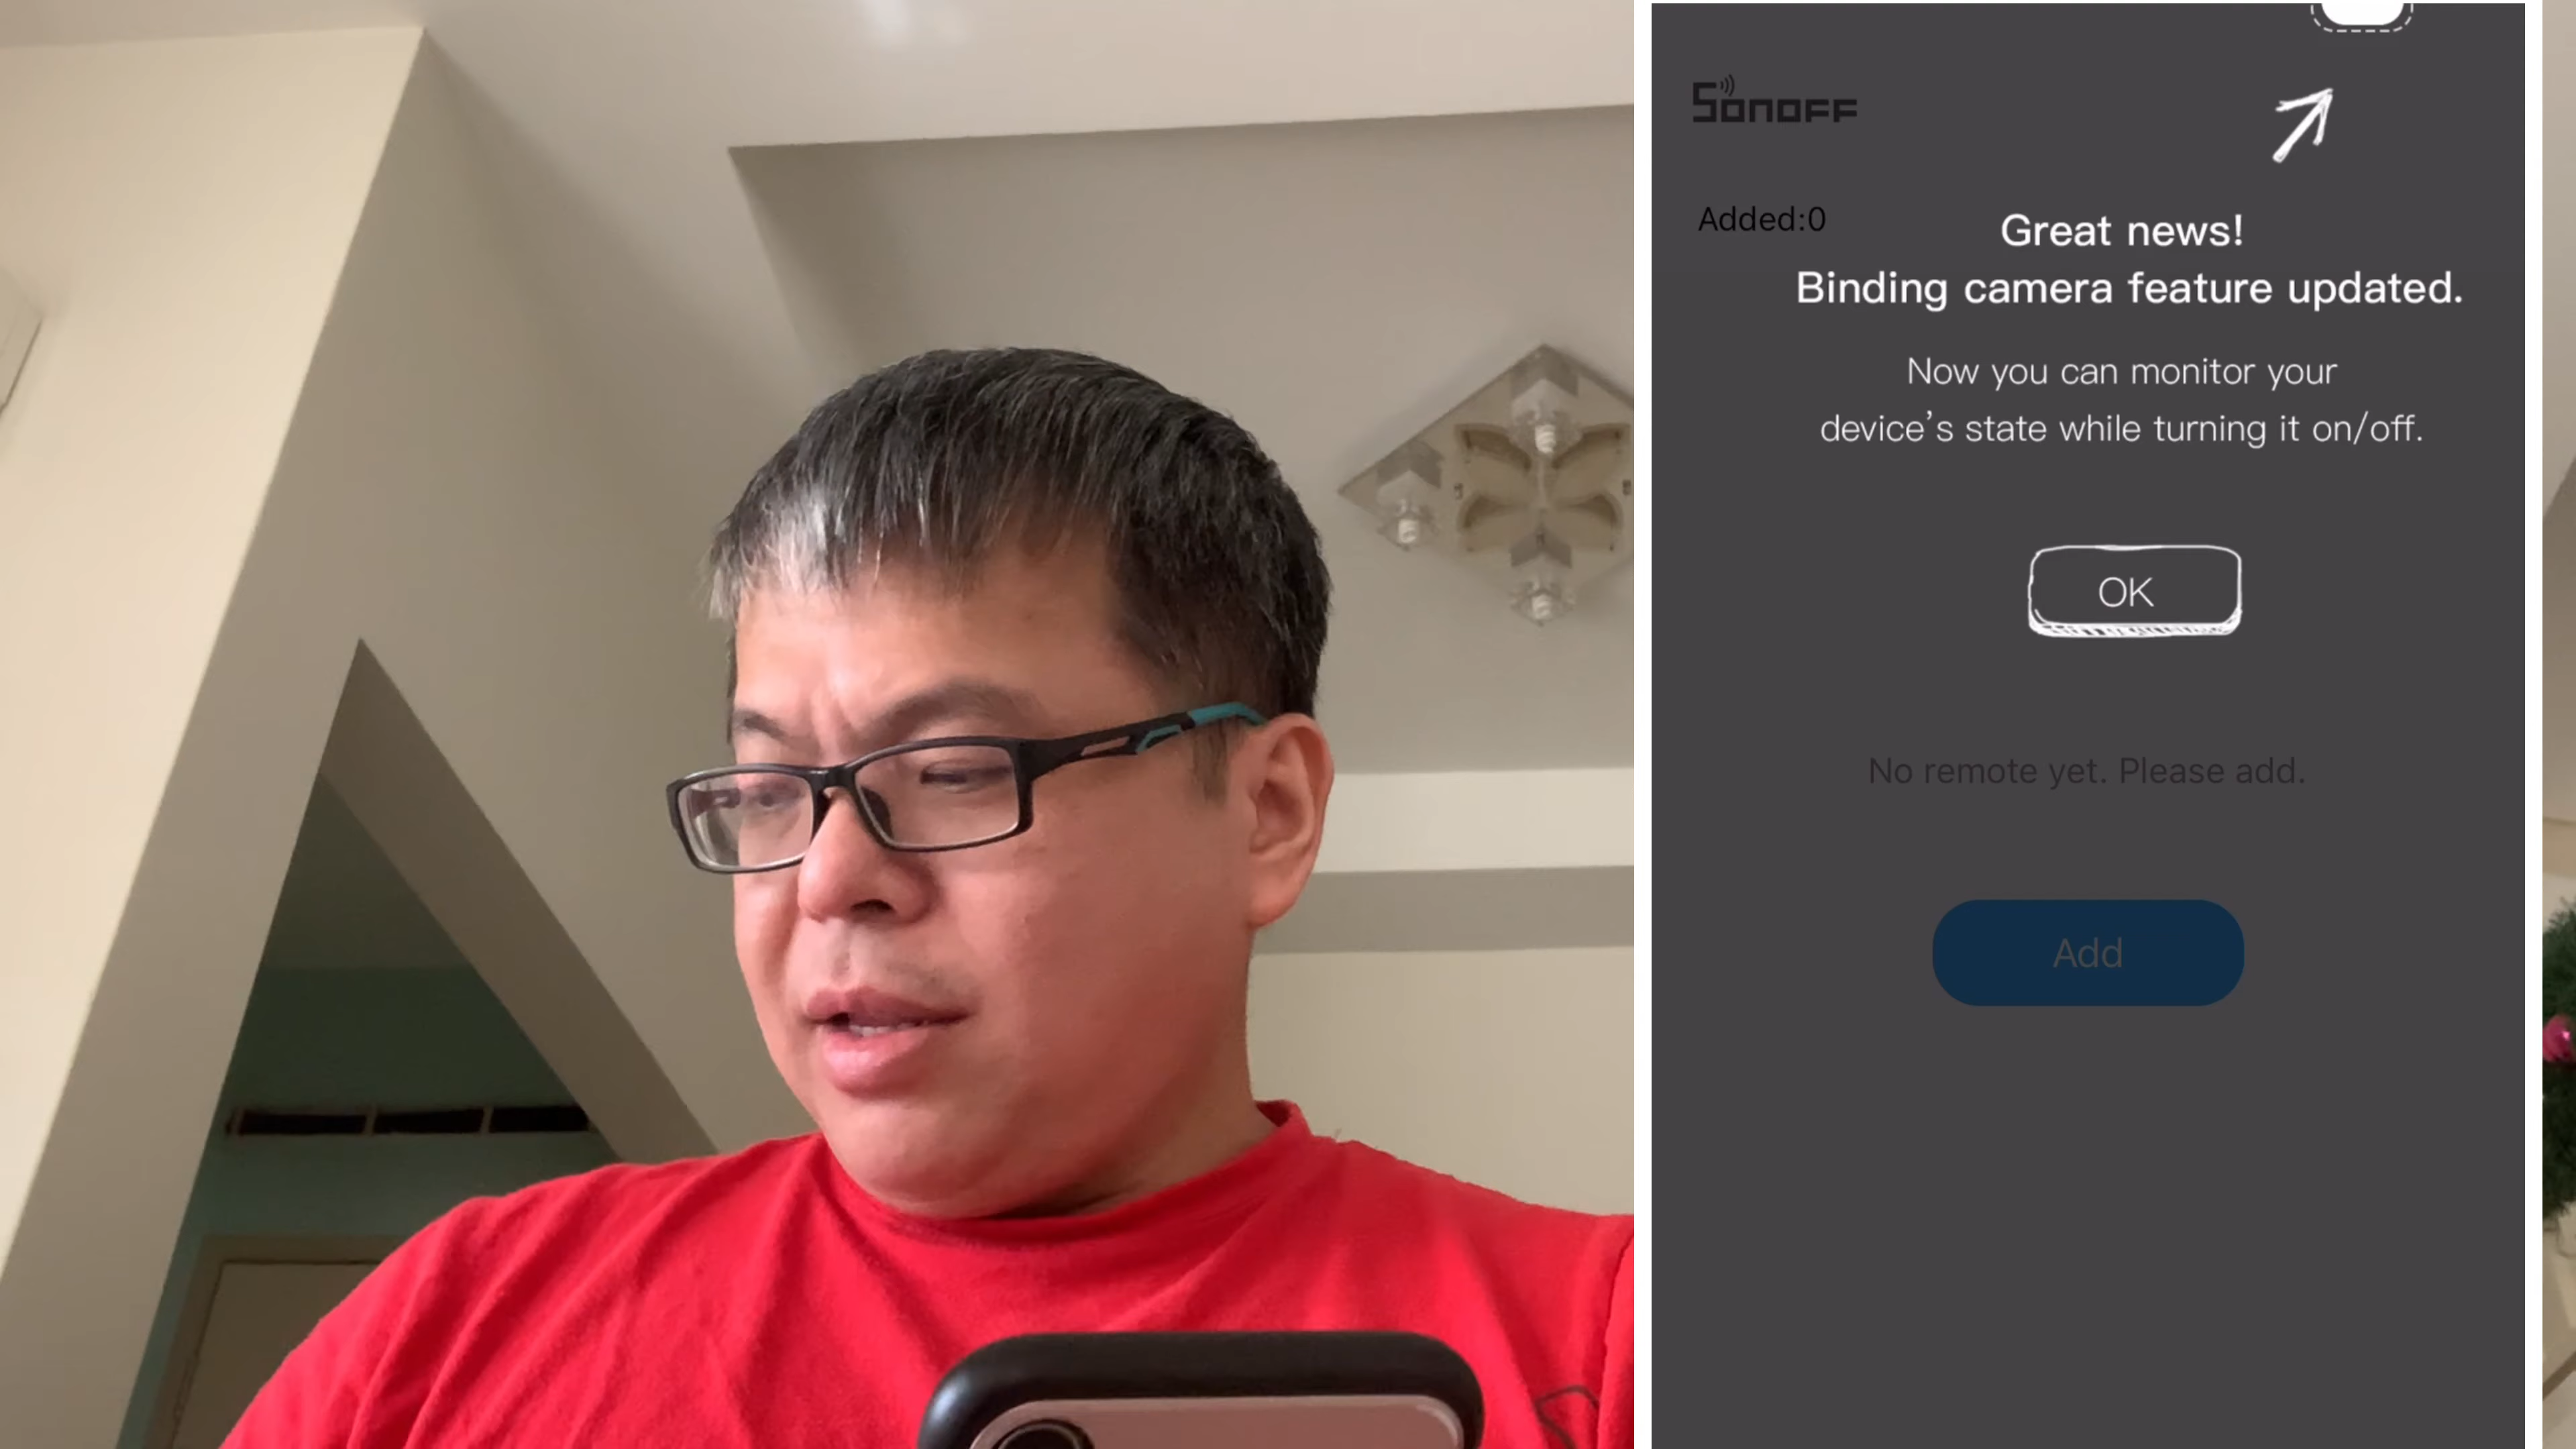 SONOFF
Added:0
Great news!
Binding camera feature updated.
Now you can monitor your
device's state while turning it on/off.
OK
No remote yet. Please add.
Add